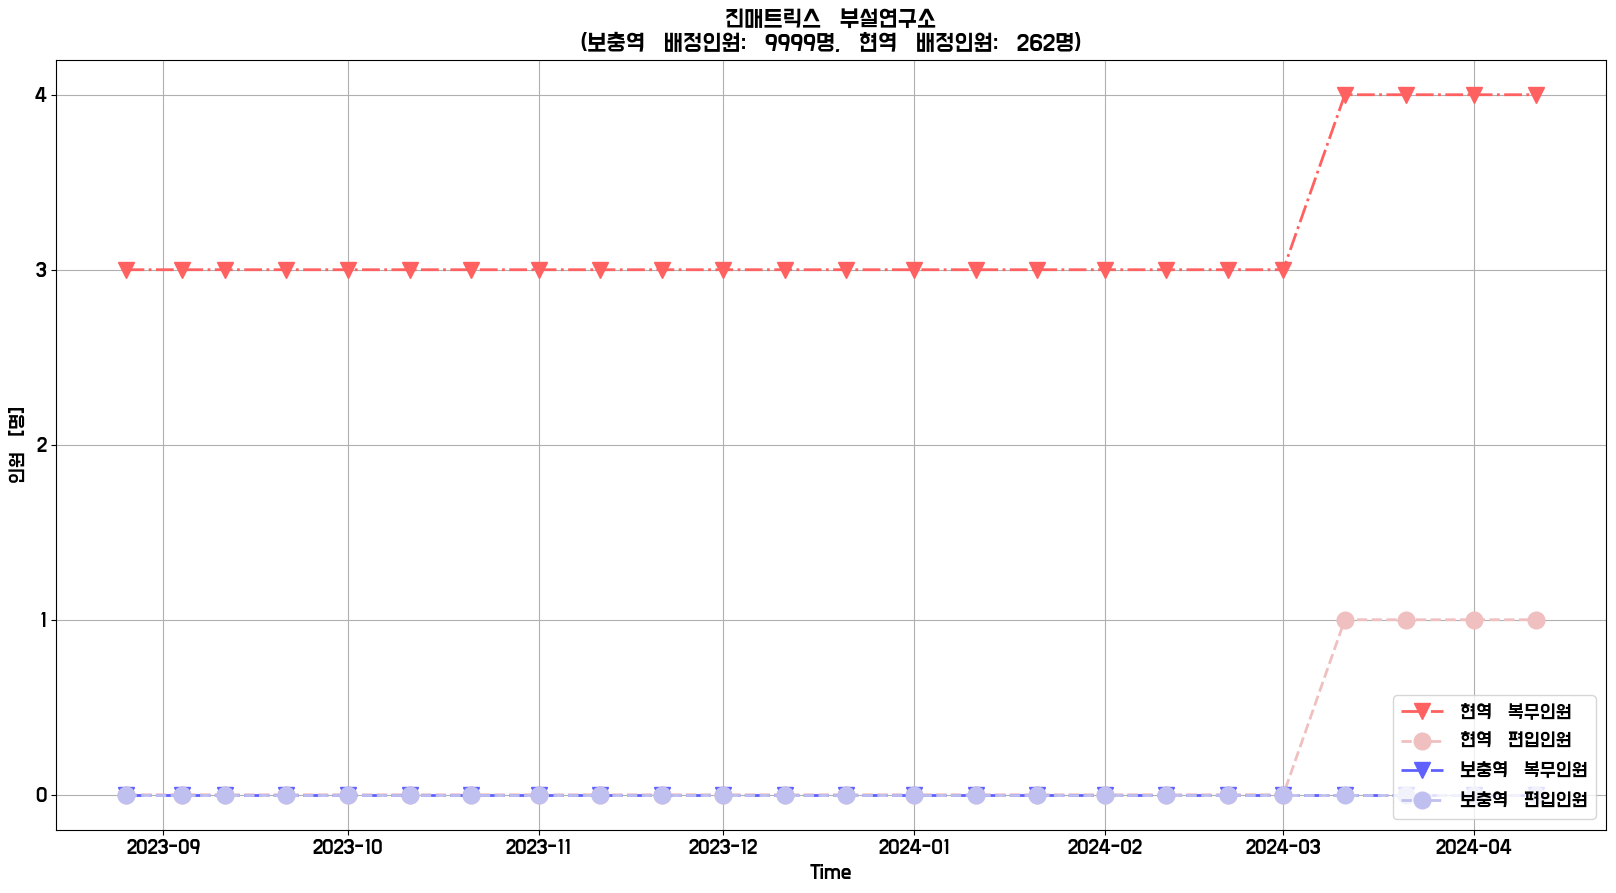 진매트릭스 부설연구소
(보충역 배정인원: 9999명, 현역 배정인원: 262명)
4
3
2
1
0
인원 [명]
2023-09 2023-10 2023-11 2023-12 2024-01 2024-02 2024-03 2024-04
Time
현역 복무인원
현역 편입인원
보충역 복무인원
보충역 편입인원